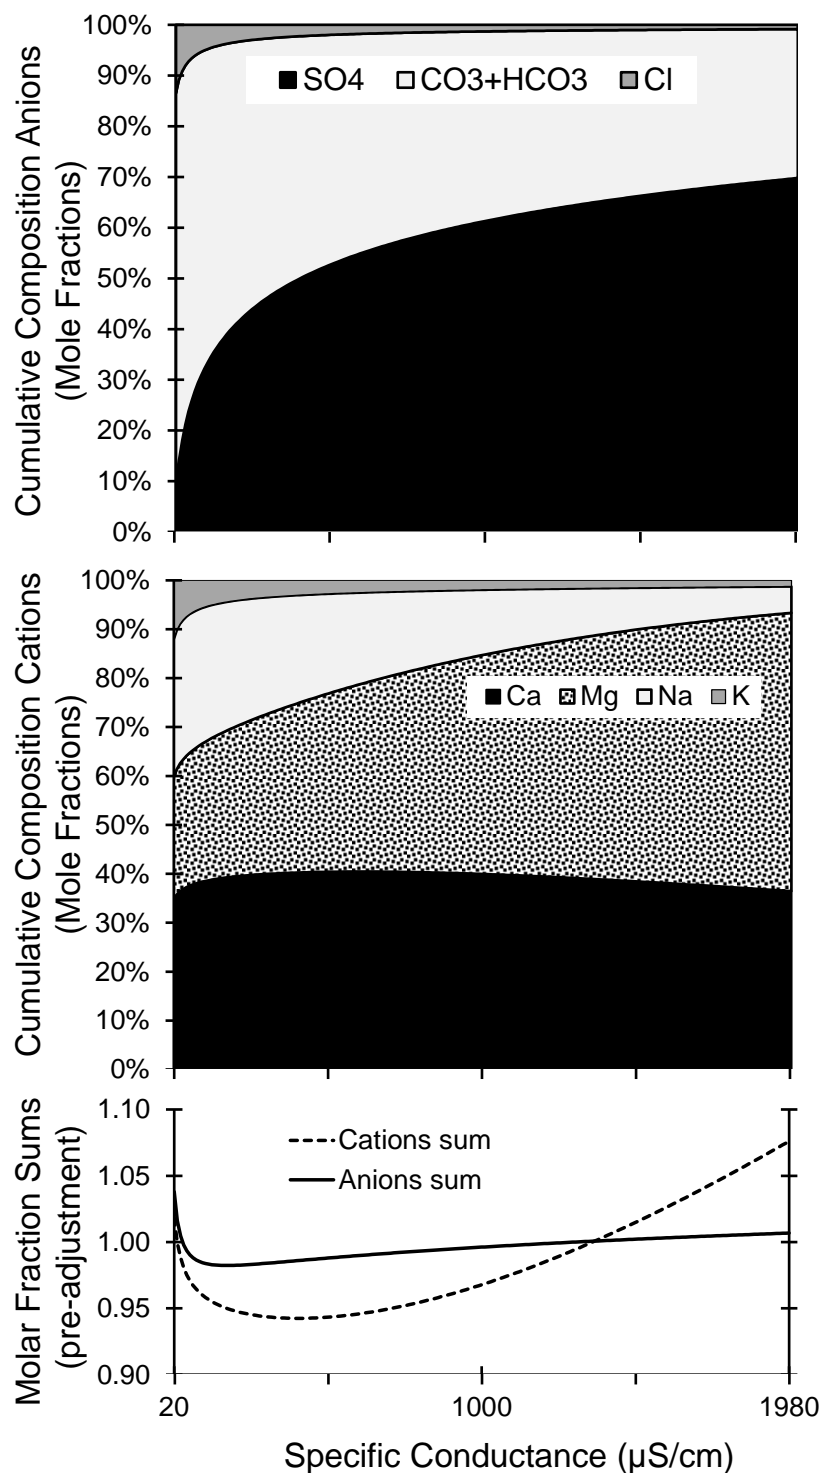 Cumulative Composition Anions
(Mole Fractions)
100%
90%
80%
70%
60%
50%
40%
30%
20%
10%
0%
SO4 CO3+HCO3 Cl
Cumulative Composition Cations
(Mole Fractions)
100%
90%
80%
70%
60%
50%
40%
30%
20%
10%
0%
Ca Mg Na K
Molar Fraction Sums
(pre-adjustment)
1.10
1.05
1.00
0.95
0.90
Cations sum
Anions sum
20 1000 1980
Specific Conductance (µS/cm)